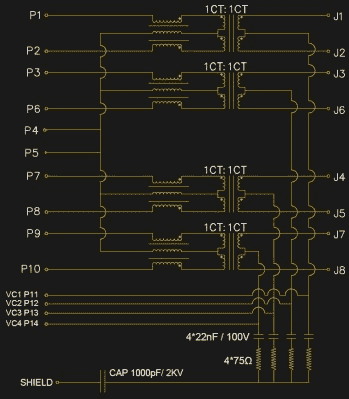 P1 1CT: 1CT J1
P2 J2
P3 1CT: 1CT J3
P6 J6
P4
P5
P7 1CT: 1CT J4
P8 J5
P9 1CT: 1CT J7
P10 J8
VC1 P11
VC2 P12
VC3 P13
VC4 P14
4*22nF / 100V
4*75Ω
CAP 1000pF/ 2KV
SHIELD